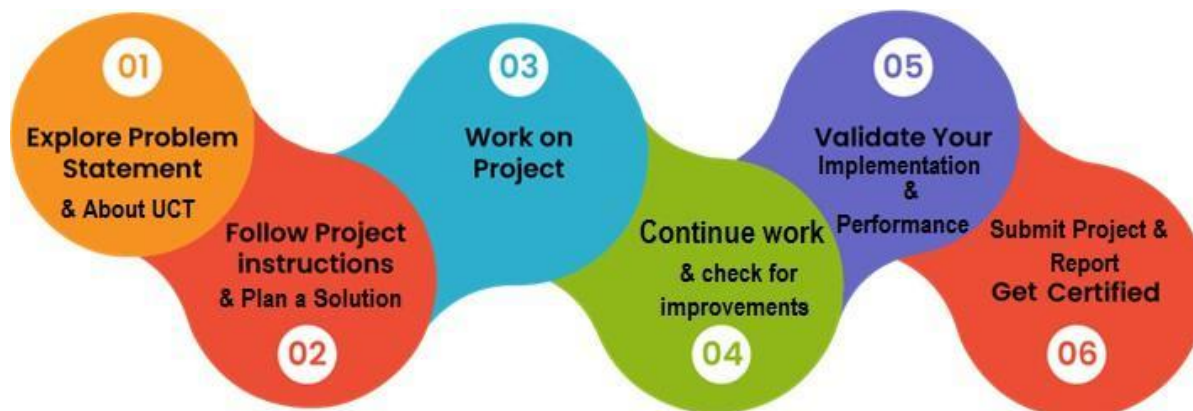 01
Explore Problem
Statement
& About UCT
Follow Project
instructions
& Plan a Solution
02
03
Work on
Project
Continue work
& check for
improvements
04
05
Validate Your
Implementation
&
Performance
Submit Project &
Report
Get Certified
06